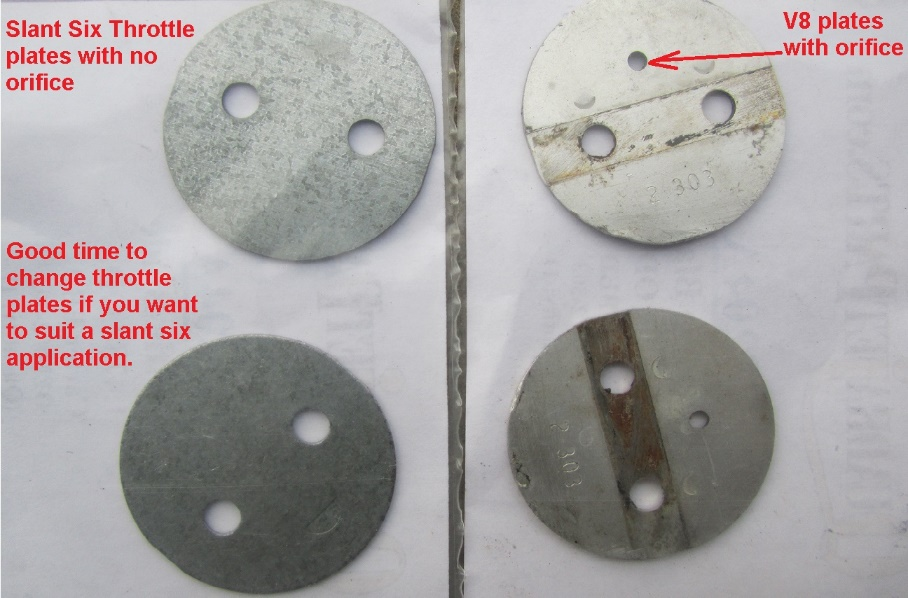 Slant Six Throttle
plates with no
orifice
V8 plates
with orifice
2 303
Good time to
change throttle
plates if you want
to suit a slant six
application.
2 303